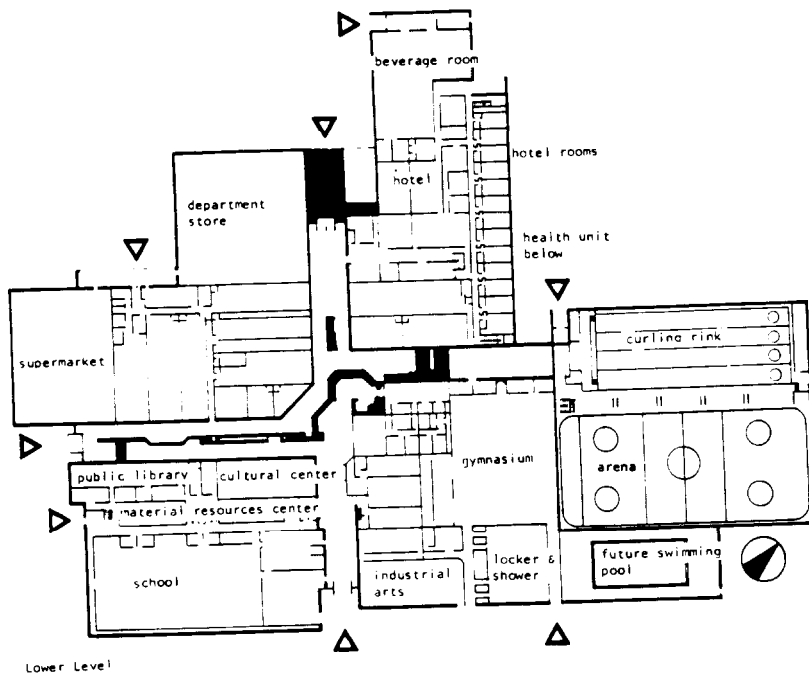 beverage room
hotel rooms
hotel
department
store
health unit
below
curling rink
supermarket
gymnasium
arena
public library
cultural center
material resources center
school
industrial
arts
locker &
shower
future swimming
pool
Lower Level